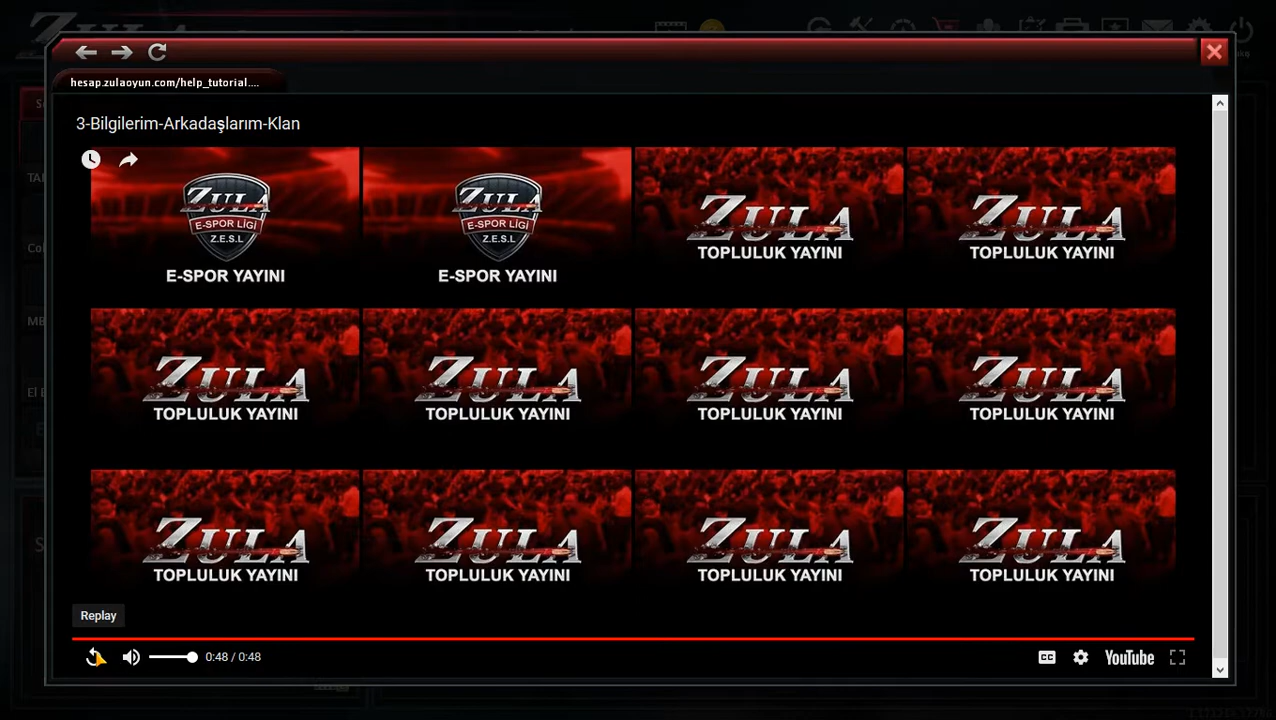 ZULA
hesap.zulaoyun.com/help_tutorial....
3-Bilgilerim-Arkadaşlarım-Klan
ZULA
E-SPOR LİGİ
Z.E.S.L
E-SPOR YAYINI
ZULA
E-SPOR LİGİ
Z.E.S.L
E-SPOR YAYINI
ZULA
TOPLULUK YAYINI
ZULA
TOPLULUK YAYINI
ZULA
TOPLULUK YAYINI
ZULA
TOPLULUK YAYINI
ZULA
TOPLULUK YAYINI
ZULA
TOPLULUK YAYINI
ZULA
TOPLULUK YAYINI
ZULA
TOPLULUK YAYINI
ZULA
TOPLULUK YAYINI
ZULA
TOPLULUK YAYINI
Replay
0:48 / 0:48
CC
YouTube